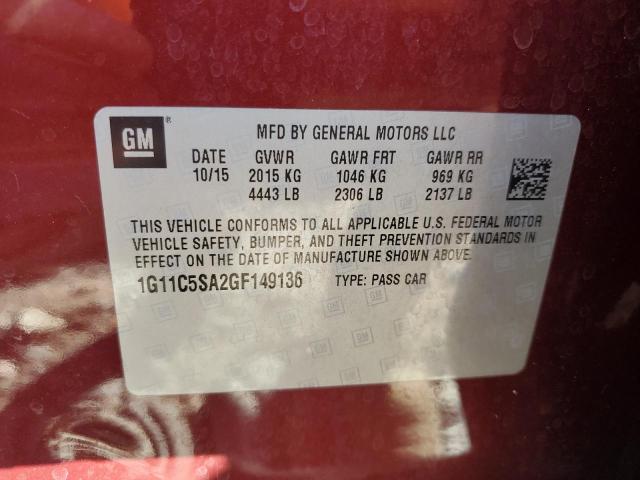 GM ®
MFD BY GENERAL MOTORS LLC
DATE GVWR GAWR FRT GAWR RR
10/15 2015 KG 1046 KG 969 KG
4443 LB 2306 LB 2137 LB
THIS VEHICLE CONFORMS TO ALL APPLICABLE U.S. FEDERAL MOTOR
VEHICLE SAFETY, BUMPER, AND THEFT PREVENTION STANDARDS IN
EFFECT ON THE DATE OF MANUFACTURE SHOWN ABOVE.
1G11C5SA2GF149136 TYPE: PASS CAR